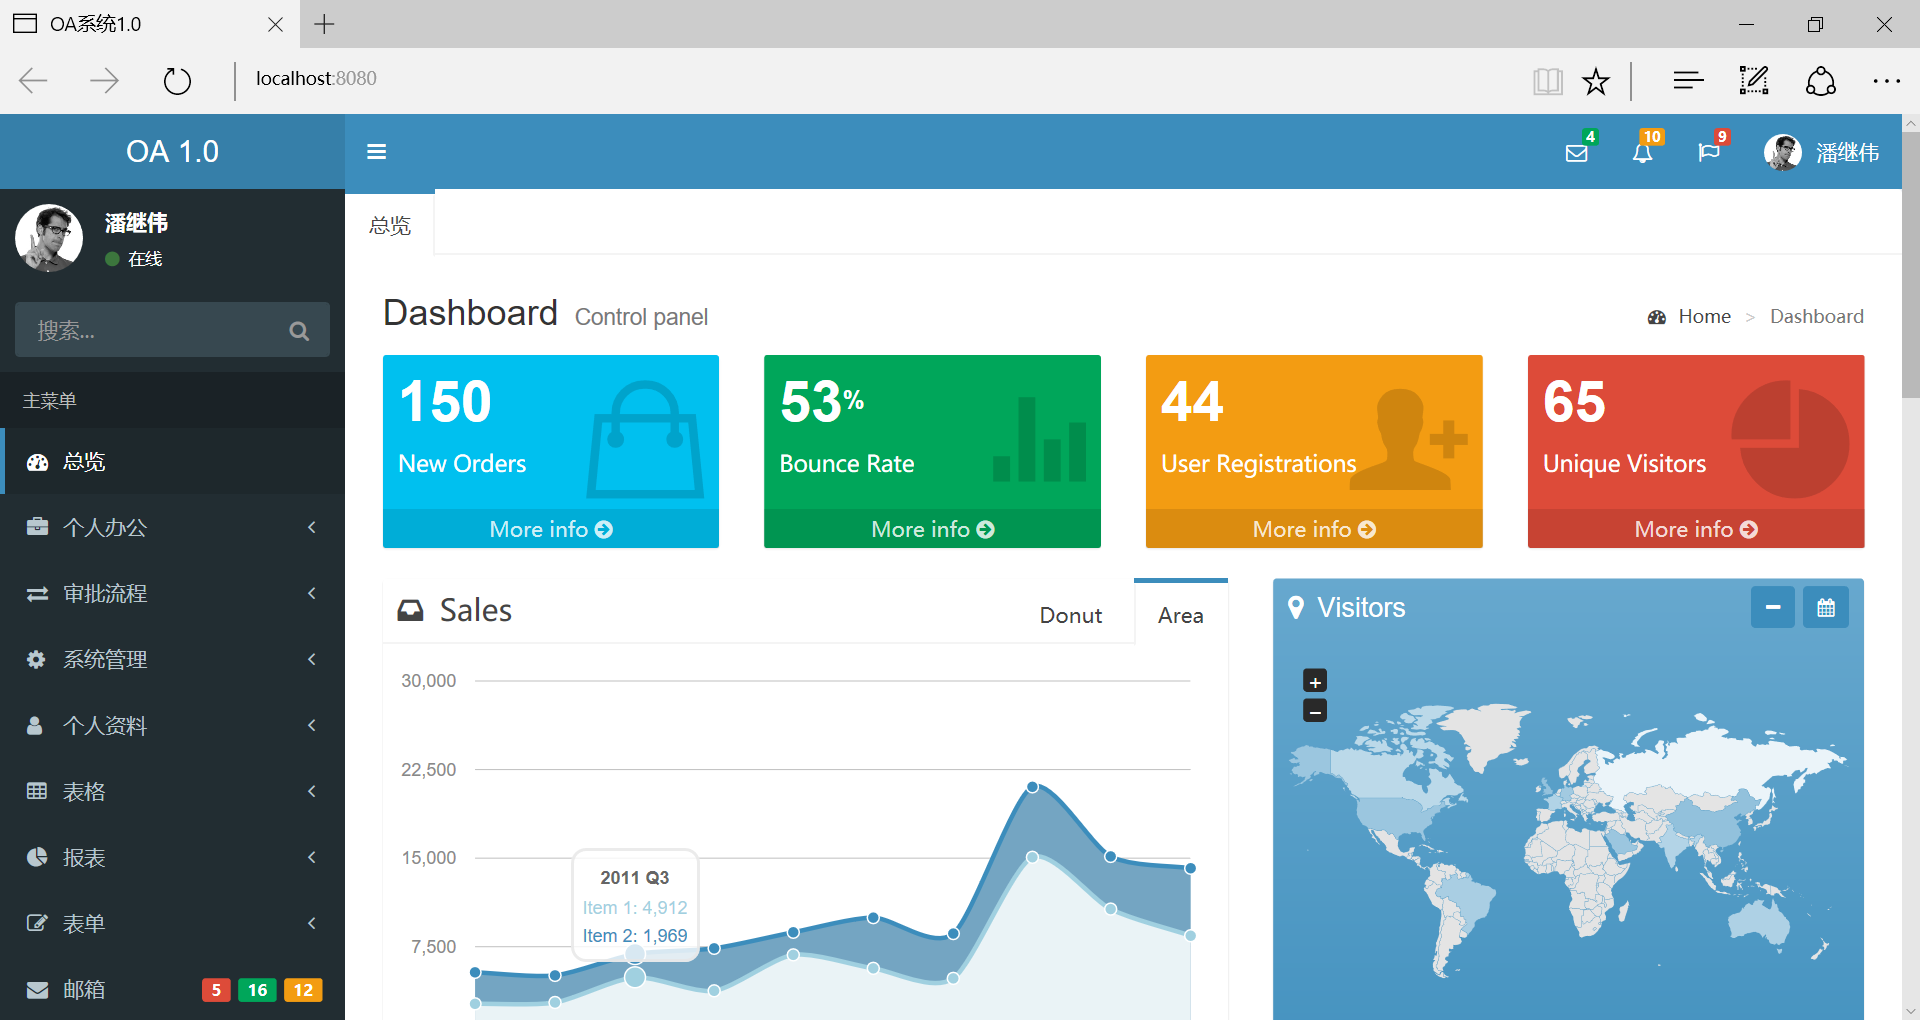 OA系统1.0
localhost:8080
OA 1.0
4
10
9
潘继伟
潘继伟
在线
搜索...
主菜单
总览
个人办公
审批流程
系统管理
个人资料
表格
报表
表单
邮箱
5 16 12
总览
Dashboard Control panel
Home > Dashboard
150
New Orders
More info
53%
Bounce Rate
More info
44
User Registrations
More info
65
Unique Visitors
More info
Sales
Donut
Area
30,000
22,500
15,000
7,500
2011 Q3
Item 1: 4,912
Item 2: 1,969
Visitors
+
−